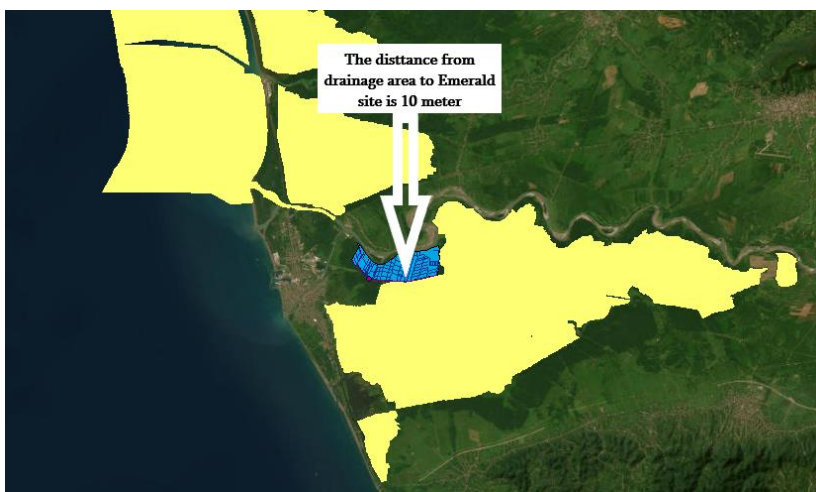 The disttance from
drainage area to Emerald
site is 10 meter